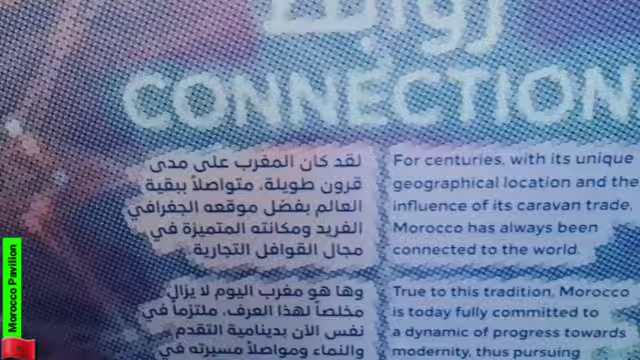 روابط
CONNECTION
لقد كان المغرب على مدى
قرون طويلة، متواصلاً ببقية
العالم بفضل موقعه الجغرافي
الفريد ومكانته المتميزة في
مجال القوافل التجارية.
For centuries, with its unique
geographical location and the
influence of its caravan trade,
Morocco has always been
connected to the world.
وها هو مغرب اليوم لا يزال
مخلصاً لهذا العرف، ملتزماً في
نفس الآن بدينامية التقدم
والنماء ومواصلاً مسيرته في
True to this tradition, Morocco
is today fully committed to
a dynamic of progress towards
modernity, thus pursuing
Morocco Pavilion